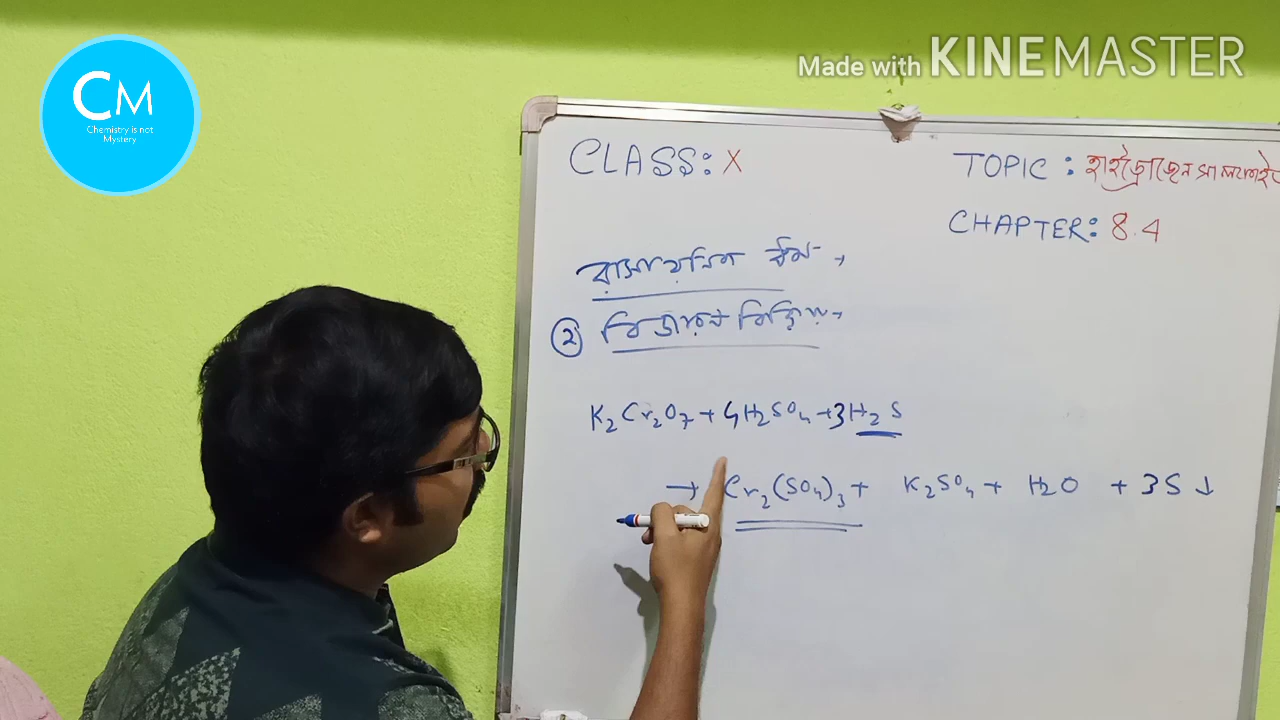 CM
Chemistry is not
Mystery
Made with KINEMASTER
CLASS: X
TOPIC : হাইড্রোজেন সালফাইড
CHAPTER: 8.4
রাসায়নিক ধর্ম →
② বিজারণ বিক্রিয়া →
K₂Cr₂O₇ + 4H₂SO₄ + 3H₂S
→ Cr₂(SO₄)₃ + K₂SO₄ + H₂O + 3S ↓